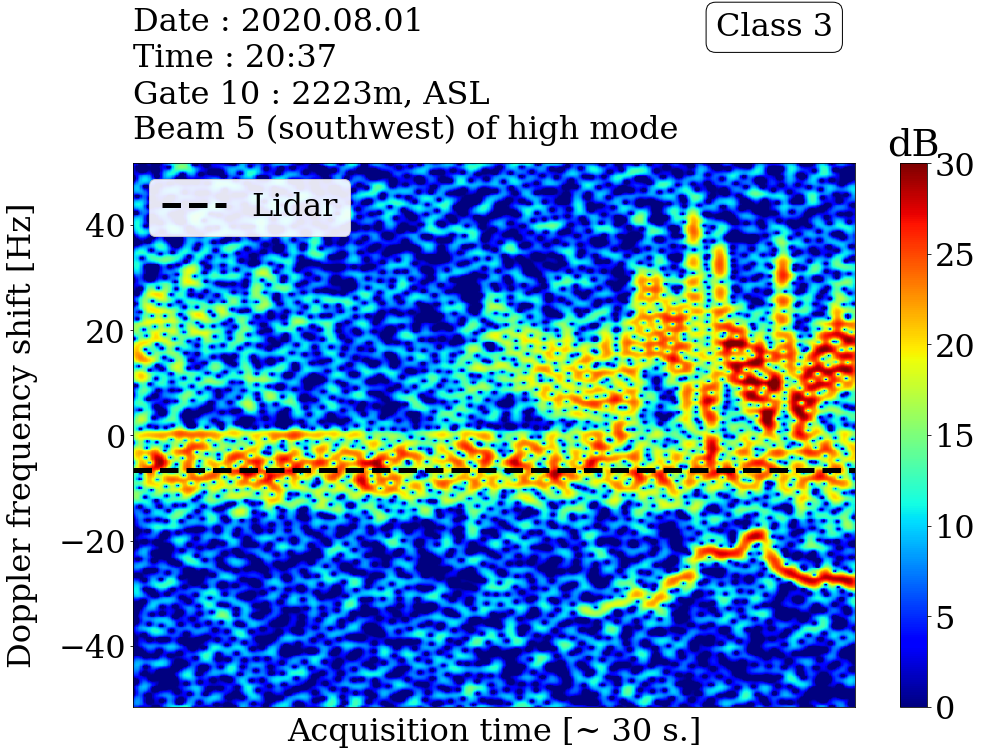 Date : 2020.08.01
Time : 20:37
Gate 10 : 2223m, ASL
Beam 5 (southwest) of high mode
Class 3
dB
30
25
20
15
10
5
0
Lidar
Doppler frequency shift [Hz]
40
20
0
−20
−40
Acquisition time [~ 30 s.]